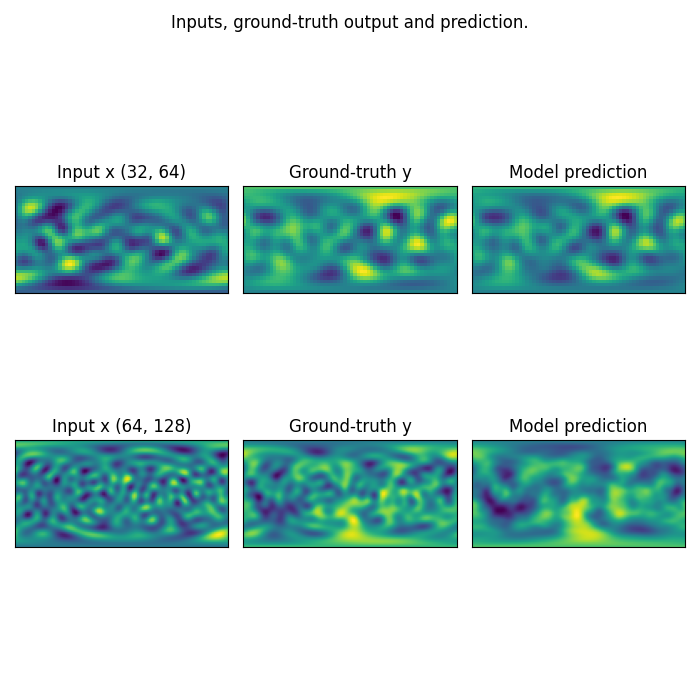 Inputs, ground-truth output and prediction.
Input x (32, 64)
Ground-truth y
Model prediction
Input x (64, 128)
Ground-truth y
Model prediction